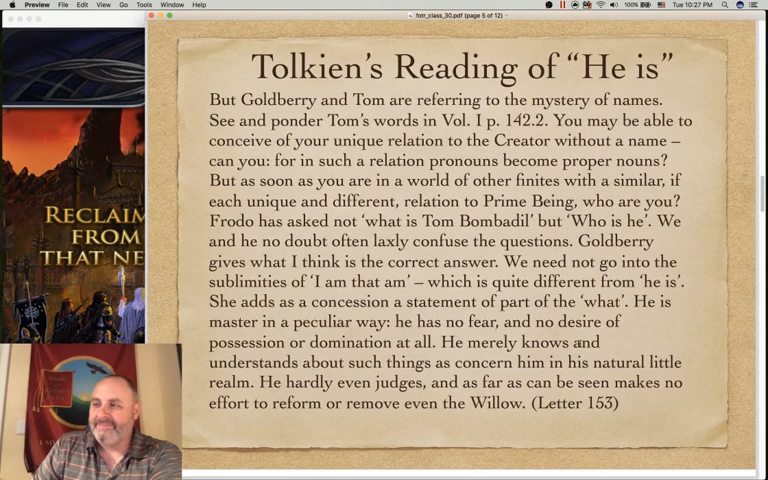 Preview File Edit View Go Tools Window Help
100% Tue 10:27 PM
fotr_class_30.pdf (page 5 of 12)
Tolkien's Reading of "He is"
But Goldberry and Tom are referring to the mystery of names.
See and ponder Tom's words in Vol. I p. 142.2. You may be able to
conceive of your unique relation to the Creator without a name –
can you: for in such a relation pronouns become proper nouns?
But as soon as you are in a world of other finites with a similar, if
each unique and different, relation to Prime Being, who are you?
Frodo has asked not 'what is Tom Bombadil' but 'Who is he'. We
and he no doubt often laxly confuse the questions. Goldberry
gives what I think is the correct answer. We need not go into the
sublimities of 'I am that am' – which is quite different from 'he is'.
She adds as a concession a statement of part of the 'what'. He is
master in a peculiar way: he has no fear, and no desire of
possession or domination at all. He merely knows and
understands about such things as concern him in his natural little
realm. He hardly even judges, and as far as can be seen makes no
effort to reform or remove even the Willow. (Letter 153)
RECLAIM
FROM
THAT NE